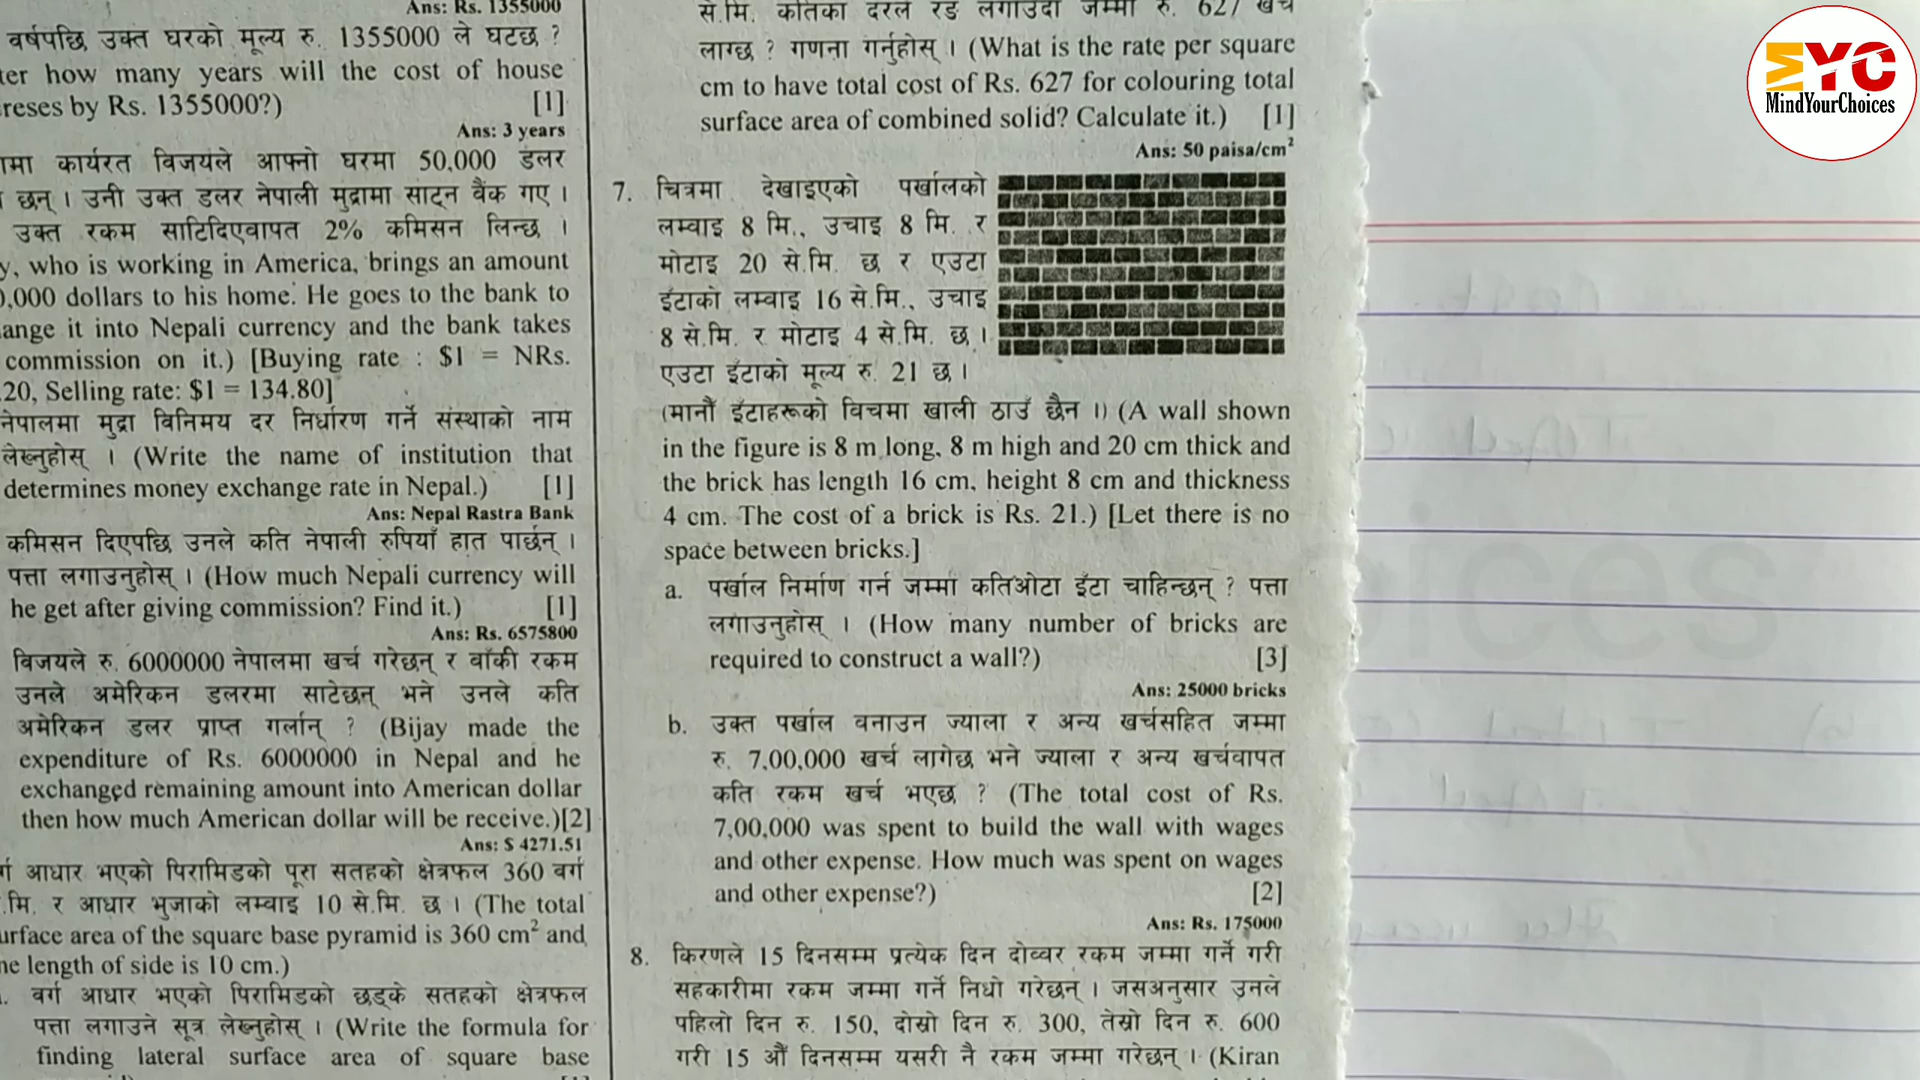 Ans: Rs. 1355000
वर्षपछि उक्त घरको मूल्य रु. 1355000 ले घटछ ?
ter how many years will the cost of house
reses by Rs. 1355000?) [1]
Ans: 3 years
ामा कार्यरत विजयले आफ्नो घरमा 50,000 डलर
छन् । उनी उक्त डलर नेपाली मुद्रामा साट्न बैंक गए ।
उक्त रकम साटिदिएवापत 2% कमिसन लिन्छ ।
y, who is working in America, brings an amount
0,000 dollars to his home. He goes to the bank to
ange it into Nepali currency and the bank takes
commission on it.) [Buying rate : $1 = NRs.
.20, Selling rate: $1 = 134.80]
नेपालमा मुद्रा विनिमय दर निर्धारण गर्ने संस्थाको नाम
लेख्नुहोस् । (Write the name of institution that
determines money exchange rate in Nepal.) [1]
Ans: Nepal Rastra Bank
कमिसन दिएपछि उनले कति नेपाली रुपियाँ हात पार्छन् ।
पत्ता लगाउनुहोस् । (How much Nepali currency will
he get after giving commission? Find it.) [1]
Ans: Rs. 6575800
विजयले रु. 6000000 नेपालमा खर्च गरेछन् र बाँकी रकम
उनले अमेरिकन डलरमा साटेछन् भने उनले कति
अमेरिकन डलर प्राप्त गर्लान् ? (Bijay made the
expenditure of Rs. 6000000 in Nepal and he
exchanged remaining amount into American dollar
then how much American dollar will be receive.)[2]
Ans: $ 4271.51
र्ग आधार भएको पिरामिडको पूरा सतहको क्षेत्रफल 360 वर्ग
.मि. र आधार भुजाको लम्वाइ 10 से.मि. छ । (The total
urface area of the square base pyramid is 360 cm² and
ne length of side is 10 cm.)
. वर्ग आधार भएको पिरामिडको छड्के सतहको क्षेत्रफल
पत्ता लगाउने सूत्र लेख्नुहोस् । (Write the formula for
finding lateral surface area of square base
से.मि. कतिका दरले रङ लगाउदा जम्मा रु. 627 खर्च
लाग्छ ? गणना गर्नुहोस् । (What is the rate per square
cm to have total cost of Rs. 627 for colouring total
surface area of combined solid? Calculate it.) [1]
Ans: 50 paisa/cm²
7. चित्रमा देखाइएको पर्खालको
लम्वाइ 8 मि., उचाइ 8 मि. र
मोटाइ 20 से.मि. छ र एउटा
इँटाको लम्वाइ 16 से.मि., उचाइ
8 से.मि. र मोटाइ 4 से.मि. छ ।
एउटा इँटाको मूल्य रु. 21 छ ।
(मानौं इँटाहरूको विचमा खाली ठाउँ छैन ।) (A wall shown
in the figure is 8 m long, 8 m high and 20 cm thick and
the brick has length 16 cm, height 8 cm and thickness
4 cm. The cost of a brick is Rs. 21.) [Let there is no
space between bricks.]
a. पर्खाल निर्माण गर्न जम्मा कतिओटा इँटा चाहिन्छन् ? पत्ता
लगाउनुहोस् । (How many number of bricks are
required to construct a wall?) [3]
Ans: 25000 bricks
b. उक्त पर्खाल वनाउन ज्याला र अन्य खर्चसहित जम्मा
रु. 7,00,000 खर्च लागेछ भने ज्याला र अन्य खर्चवापत
कति रकम खर्च भएछ ? (The total cost of Rs.
7,00,000 was spent to build the wall with wages
and other expense. How much was spent on wages
and other expense?) [2]
Ans: Rs. 175000
8. किरणले 15 दिनसम्म प्रत्येक दिन दोव्वर रकम जम्मा गर्ने गरी
सहकारीमा रकम जम्मा गर्ने निधो गरेछन् । जसअनुसार उनले
पहिलो दिन रु. 150, दोस्रो दिन रु. 300, तेस्रो दिन रु. 600
गरी 15 औं दिनसम्म यसरी नै रकम जम्मा गरेछन् । (Kiran
MYC
MindYourChoices